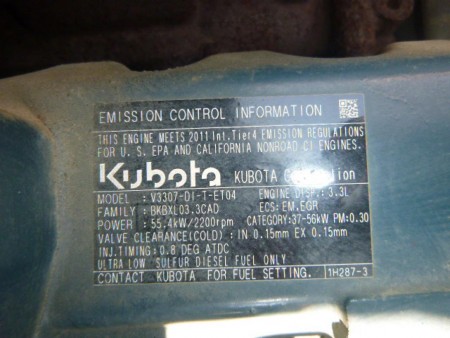 EMISSION CONTROL INFORMATION
THIS ENGINE MEETS 2011 Int.Tier4 EMISSION REGULATIONS
FOR U. S. EPA AND CALIFORNIA NONROAD CI ENGINES.
Kubota KUBOTA
MODEL : V3307-DI-T-ET04 ENGINE 3.3L
FAMILY : BKBXL03.3CAD ECS: EM,EGR
POWER : 55.4kW/2200rpm CATEGORY:37-56kW PM:0.30
VALVE CLEARANCE(COLD) : IN 0.15mm EX 0.15mm
INJ.TIMING:0.8 DEG ATDC
ULTRA LOW SULFUR DIESEL FUEL ONLY
CONTACT KUBOTA FOR FUEL SETTING. 1H287-3